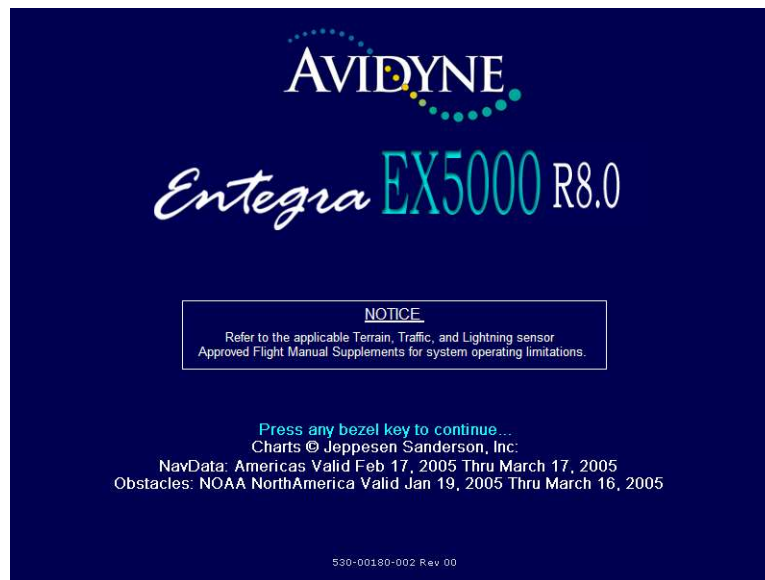 AVIDYNE
Entegra EX5000 R8.0
NOTICE
Refer to the applicable Terrain, Traffic, and Lightning sensor
Approved Flight Manual Supplements for system operating limitations.
Press any bezel key to continue...
Charts © Jeppesen Sanderson, Inc:
NavData: Americas Valid Feb 17, 2005 Thru March 17, 2005
Obstacles: NOAA NorthAmerica Valid Jan 19, 2005 Thru March 16, 2005
530-00180-002 Rev 00